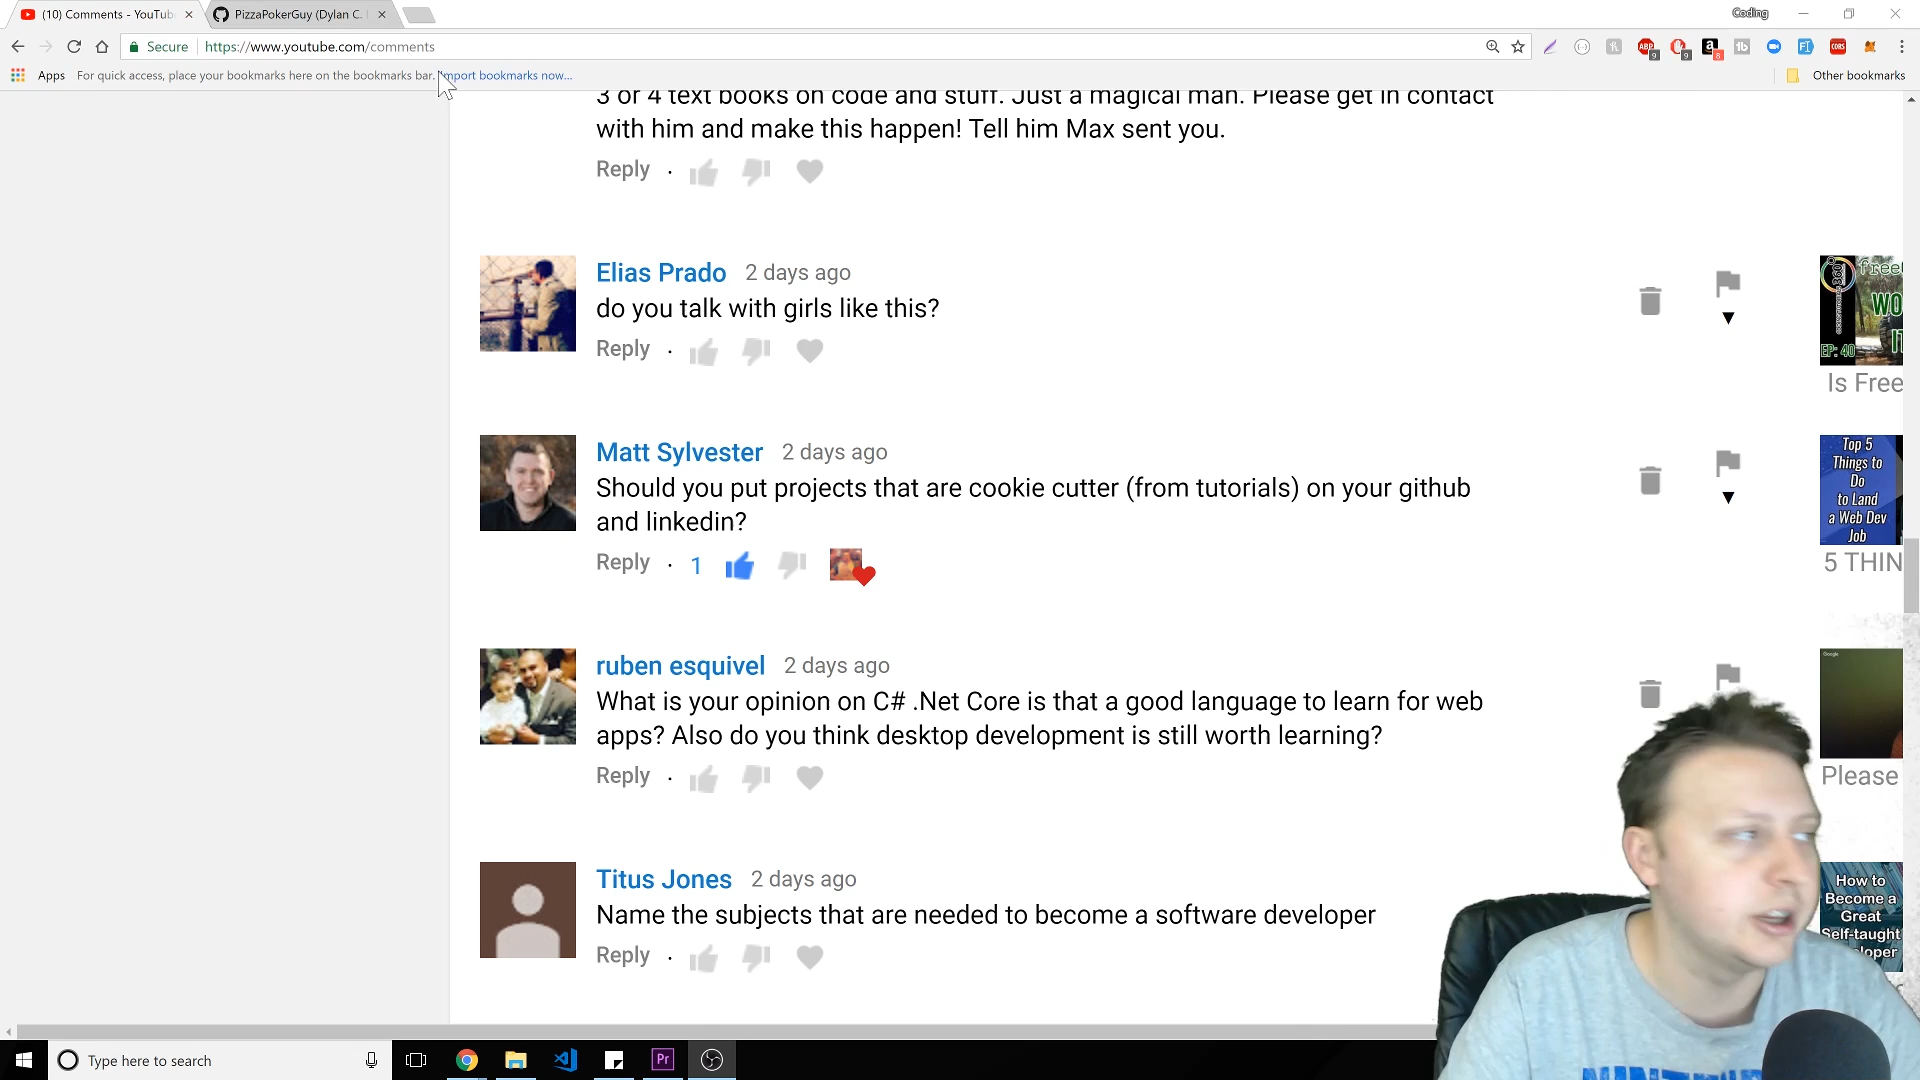 (10) Comments - YouTub
PizzaPokerGuy (Dylan C.
Coding
Secure
https://www.youtube.com/comments
Apps
For quick access, place your bookmarks here on the bookmarks bar. Import bookmarks now...
Other bookmarks
3 or 4 text books on code and stuff. Just a magical man. Please get in contact
with him and make this happen! Tell him Max sent you.
Reply
Elias Prado 2 days ago
do you talk with girls like this?
Reply
free
WO
EP: 40
Is Free
Matt Sylvester 2 days ago
Should you put projects that are cookie cutter (from tutorials) on your github
and linkedin?
Reply · 1
Top 5
Things to
Do
to Land
a Web Dev
Job
5 THIN
ruben esquivel 2 days ago
What is your opinion on C# .Net Core is that a good language to learn for web
apps? Also do you think desktop development is still worth learning?
Reply
Google
Please
Titus Jones 2 days ago
Name the subjects that are needed to become a software developer
Reply
How to
Become a
Great
Self-taught
loper
Type here to search
Pr